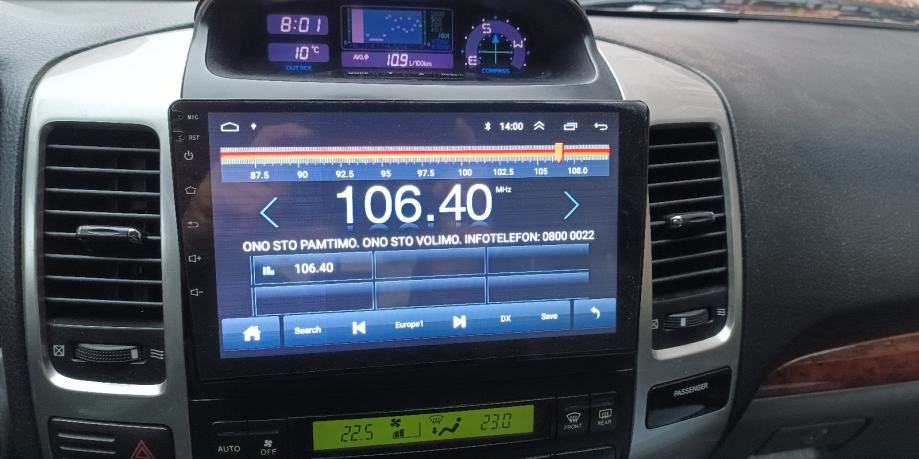 8:01
10°C
OUTSIDE
AVG.
10.9 L/100km
S
W
E
COMPASS
MIC
RST
14:00
87.5 90 92.5 95 97.5 100 102.5 105 108.0
106.40 MHz
ONO STO PAMTIMO. ONO STO VOLIMO. INFOTELEFON: 0800 0022
106.40
Search Europe1 DX Save
PASSENGER
AUTO OFF 22.5 23.0 FRONT REAR